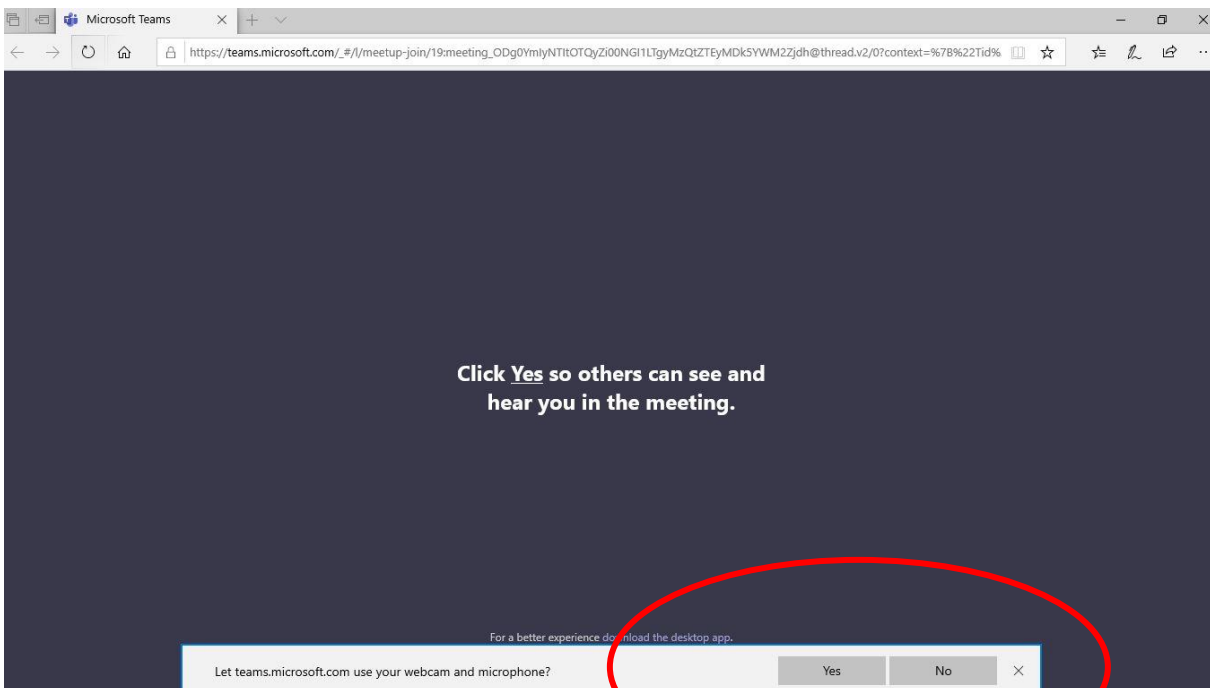 Microsoft Teams
https://teams.microsoft.com/_#/l/meetup-join/19:meeting_ODg0YmIyNTItOTQyZi00NGI1LTgyMzQtZTEyMDk5YWM2Zjdh@thread.v2/0?context=%7B%22Tid%
Click Yes so others can see and
hear you in the meeting.
For a better experience download the desktop app.
Let teams.microsoft.com use your webcam and microphone?
Yes
No